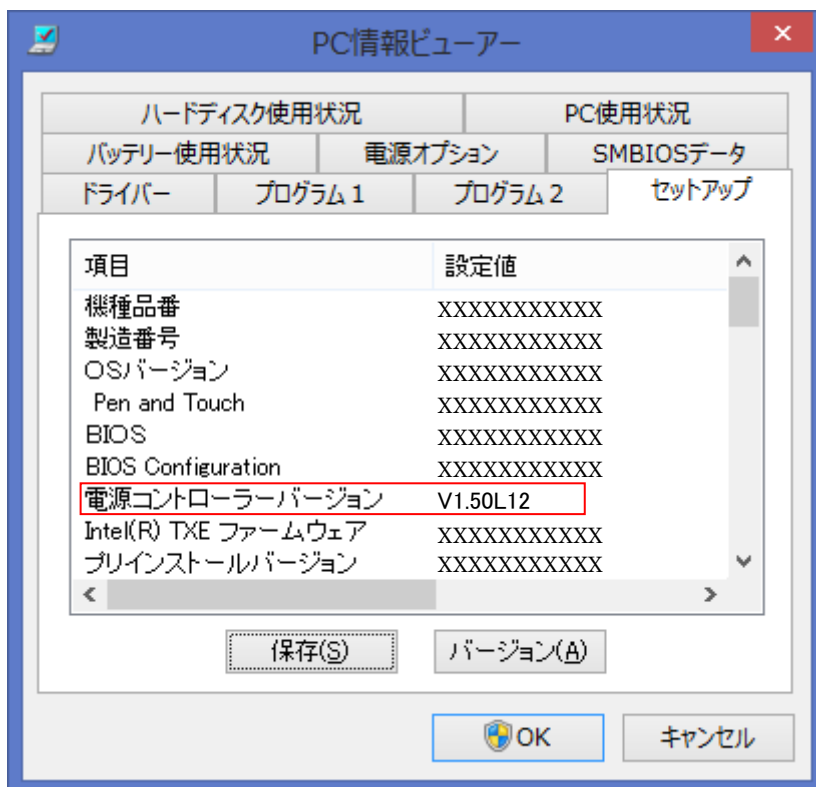 PC情報ビューアー
ハードディスク使用状況 PC使用状況
バッテリー使用状況 電源オプション SMBIOSデータ
ドライバー プログラム 1 プログラム 2 セットアップ
項目 設定値
機種品番 XXXXXXXXXXX
製造番号 XXXXXXXXXXX
OSバージョン XXXXXXXXXXX
Pen and Touch XXXXXXXXXXX
BIOS XXXXXXXXXXX
BIOS Configuration XXXXXXXXXXX
電源コントローラーバージョン V1.50L12
Intel(R) TXE ファームウェア XXXXXXXXXXX
プリインストールバージョン XXXXXXXXXXX
保存(S) バージョン(A)
OK キャンセル